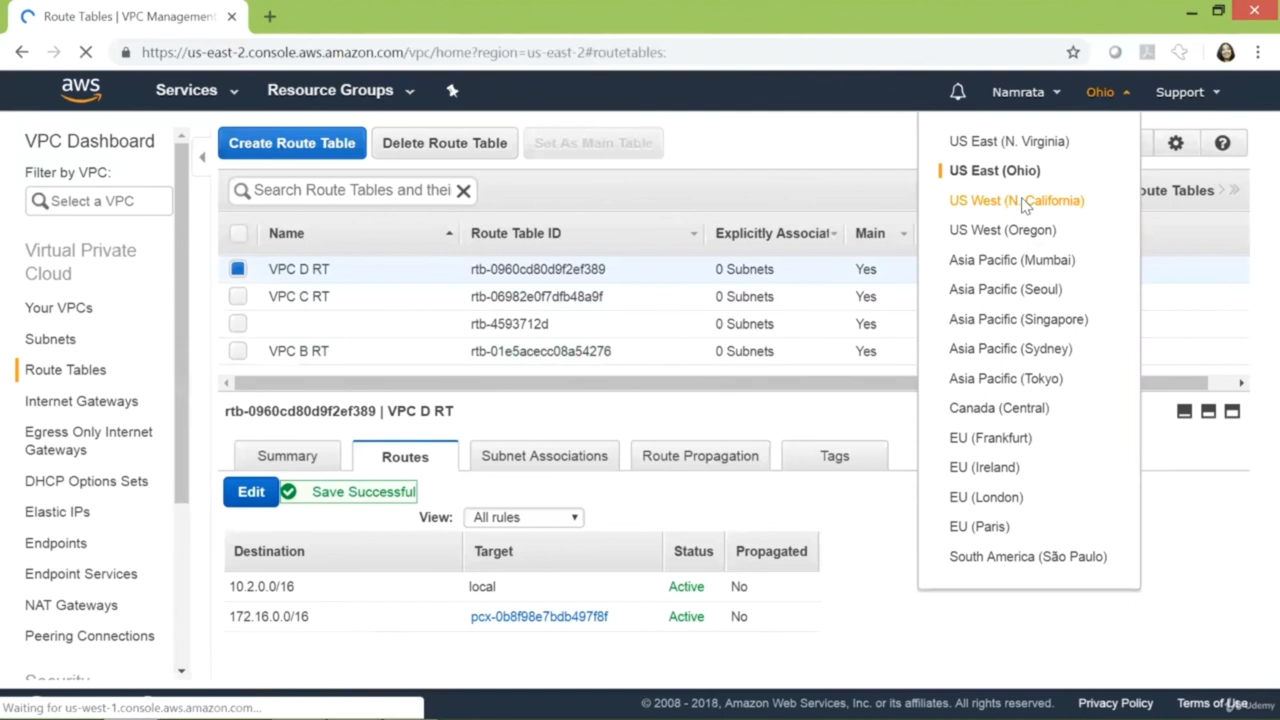 Route Tables | VPC Management
https://us-east-2.console.aws.amazon.com/vpc/home?region=us-east-2#routetables:
aws
Services
Resource Groups
Namrata
Ohio
Support
VPC Dashboard
Filter by VPC:
Select a VPC
Virtual Private
Cloud
Your VPCs
Subnets
Route Tables
Internet Gateways
Egress Only Internet
Gateways
DHCP Options Sets
Elastic IPs
Endpoints
Endpoint Services
NAT Gateways
Peering Connections
Security
Create Route Table
Delete Route Table
Set As Main Table
Search Route Tables and thei
oute Tables
Name
Route Table ID
Explicitly Associat
Main
VPC D RT
rtb-0960cd80d9f2ef389
0 Subnets
Yes
VPC C RT
rtb-06982e0f7dfb48a9f
0 Subnets
Yes
rtb-4593712d
0 Subnets
Yes
VPC B RT
rtb-01e5acecc08a54276
0 Subnets
Yes
rtb-0960cd80d9f2ef389 | VPC D RT
Summary
Routes
Subnet Associations
Route Propagation
Tags
Edit
Save Successful
View:
All rules
Destination
Target
Status
Propagated
10.2.0.0/16
local
Active
No
172.16.0.0/16
pcx-0b8f98e7bdb497f8f
Active
No
US East (N. Virginia)
US East (Ohio)
US West (N. California)
US West (Oregon)
Asia Pacific (Mumbai)
Asia Pacific (Seoul)
Asia Pacific (Singapore)
Asia Pacific (Sydney)
Asia Pacific (Tokyo)
Canada (Central)
EU (Frankfurt)
EU (Ireland)
EU (London)
EU (Paris)
South America (São Paulo)
Waiting for us-west-1.console.aws.amazon.com...
© 2008 - 2018, Amazon Web Services, Inc. or its affiliates. All rights reserved.
Privacy Policy
Terms of Use
Udemy